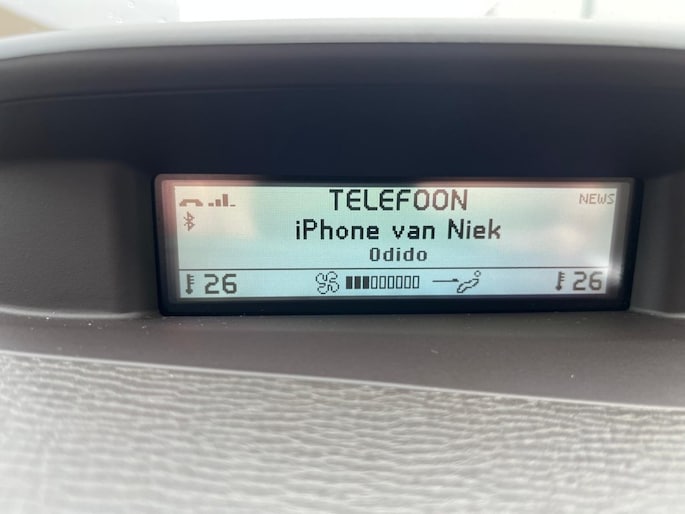 TELEFOON
NEWS
iPhone van Niek
Odido
26
26